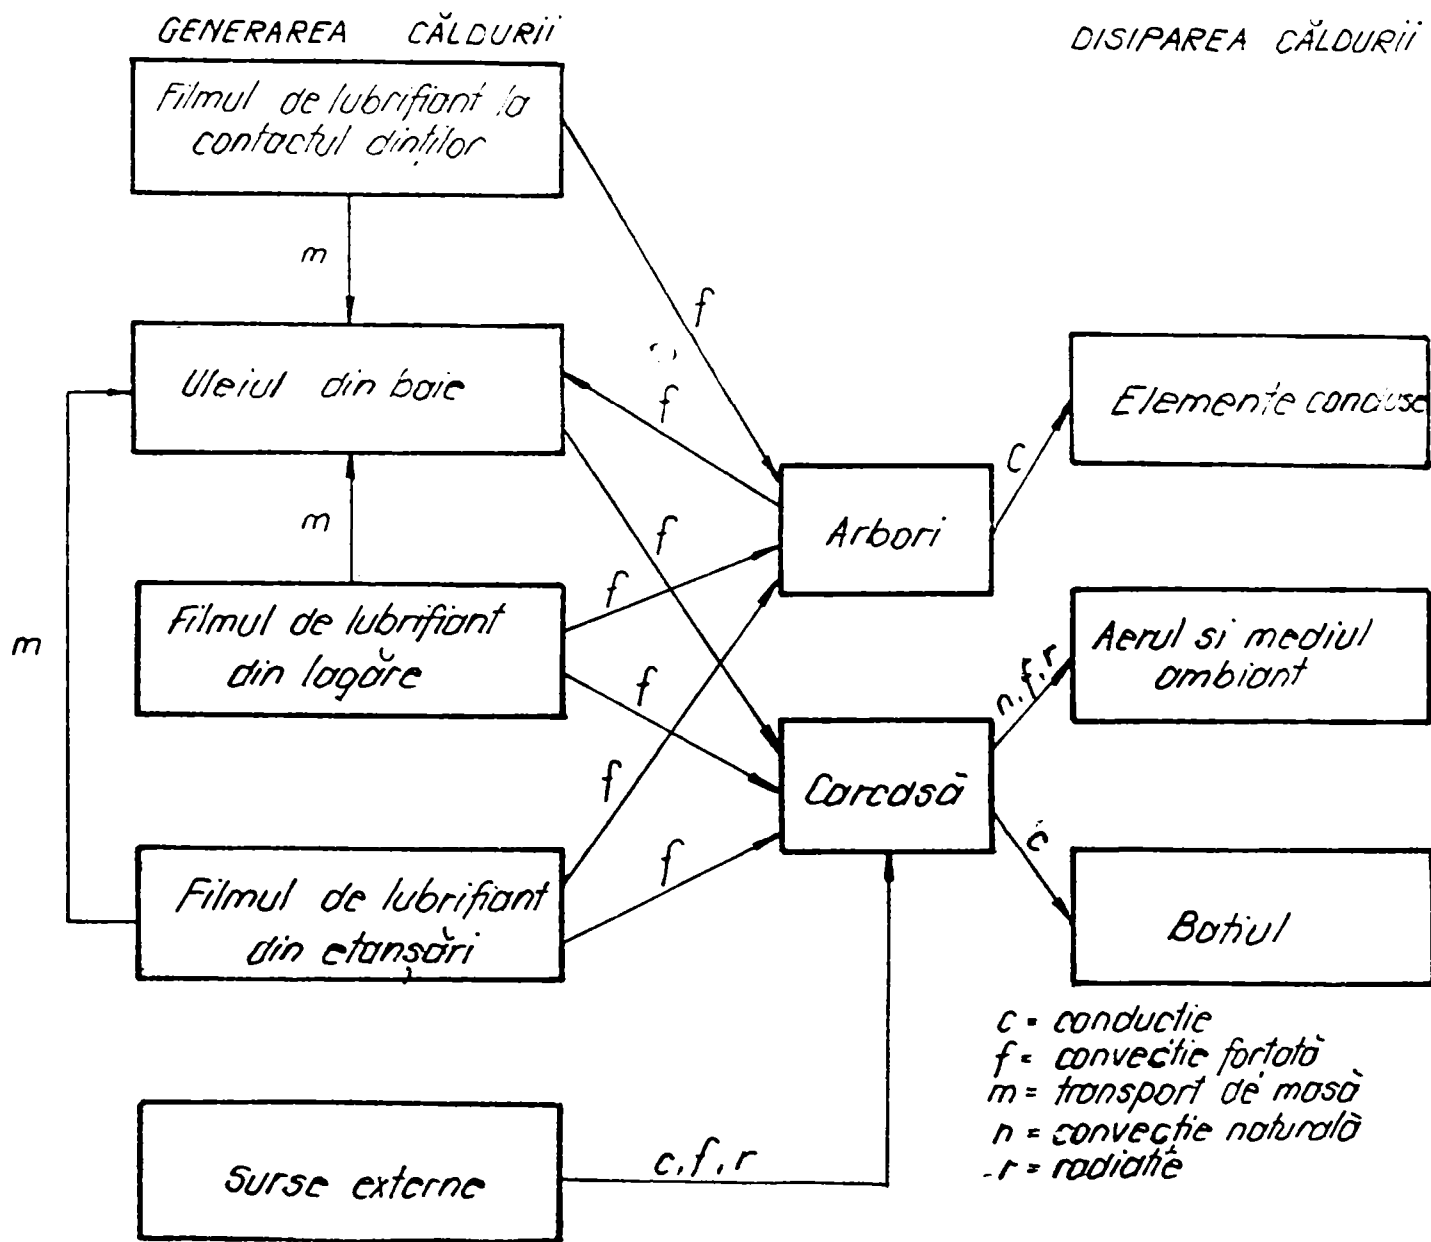 GENERAREA CĂLDURII
DISIPAREA CĂLDURII
Filmul de lubrifiant la
contactul dinților
m
f
Uleiul din baie
f
Elemente conduse
c
m
f
Arbori
f
Filmul de lubrifiant
din lagăre
m
f
Aerul si mediul
ambiant
n,f,r
Carcasă
f
c
f
Filmul de lubrifiant
din etanșări
Batiul
c = conductie
f = convecție forțată
m = transport de masă
n = convecție naturală
r = radiație
Surse externe
c, f, r